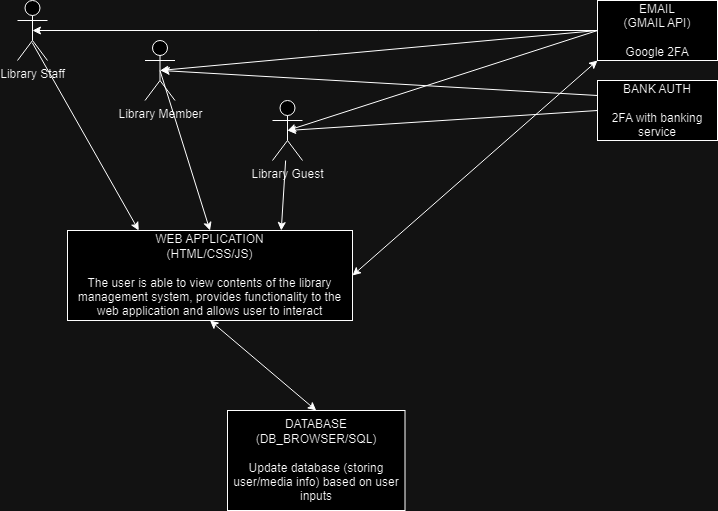 EMAIL
(GMAIL API)
Google 2FA
Library Staff
BANK AUTH
2FA with banking
service
Library Member
Library Guest
WEB APPLICATION
(HTML/CSS/JS)
The user is able to view contents of the library
management system, provides functionality to the
web application and allows user to interact
DATABASE
(DB_BROWSER/SQL)
Update database (storing
user/media info) based on user
inputs